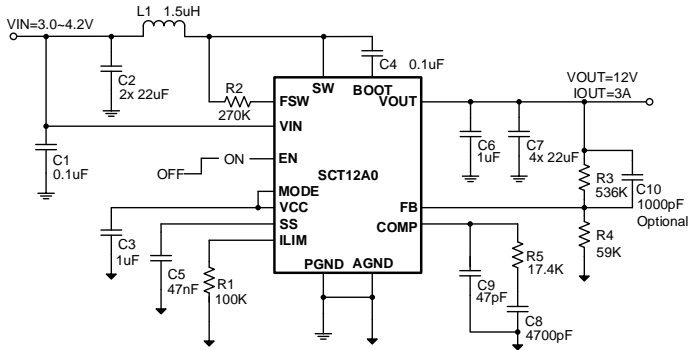 L1 1.5uH
VIN=3.0~4.2V
C4 0.1uF
C2
2x 22uF
R2
270K
SW
BOOT
FSW
VOUT
VOUT=12V
IOUT=3A
VIN
C1
0.1uF
C6
1uF
C7
4x 22uF
OFF
ON
EN
SCT12A0
R3
536K
C10
1000pF
Optional
MODE
VCC
FB
C3
1uF
SS
COMP
R4
59K
ILIM
C5
47nF
R1
100K
PGND
AGND
C9
47pF
R5
17.4K
C8
4700pF